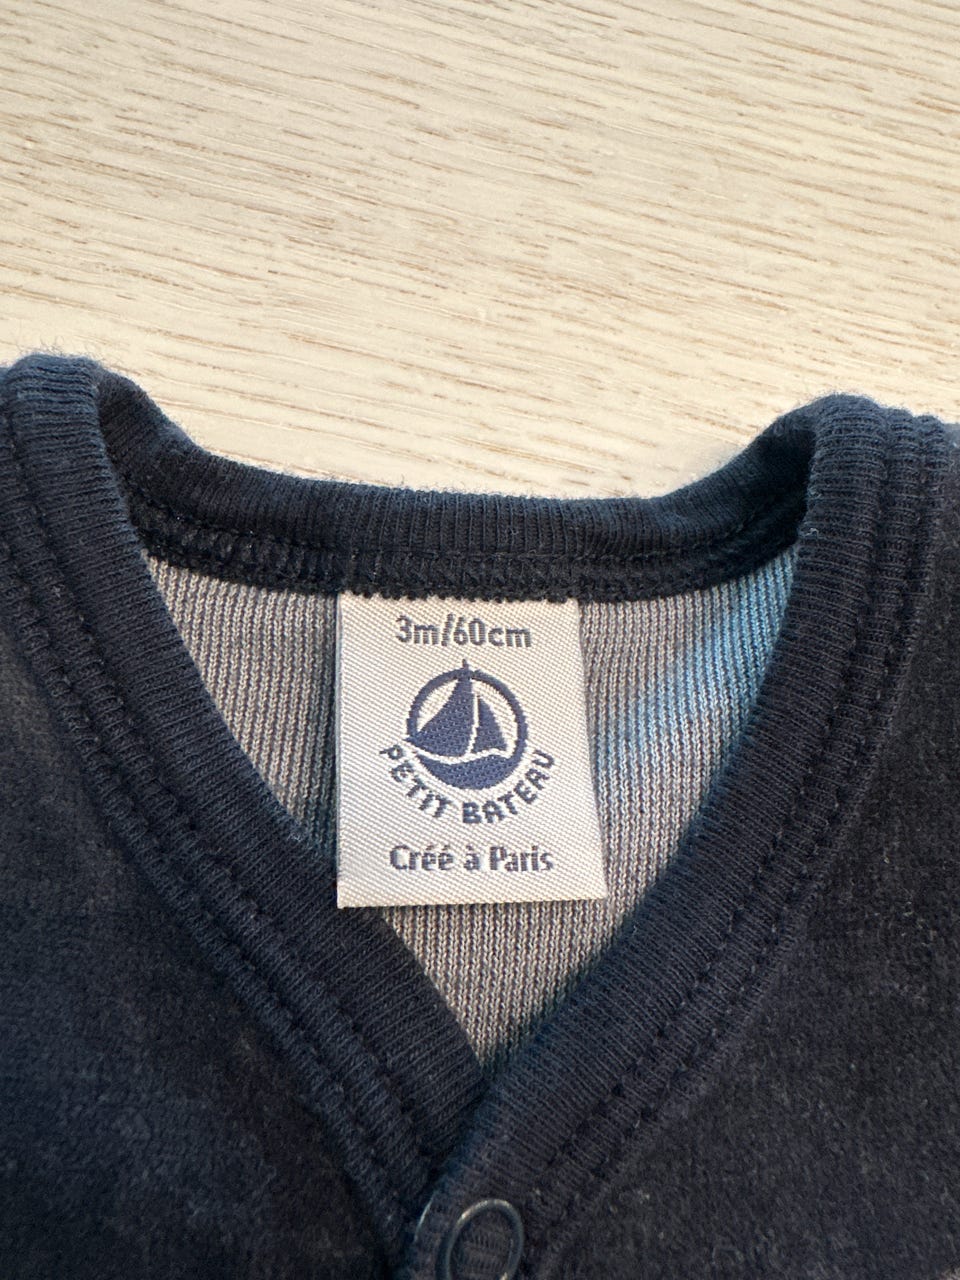 3m/60cm
PETIT BATEAU
Créé à Paris